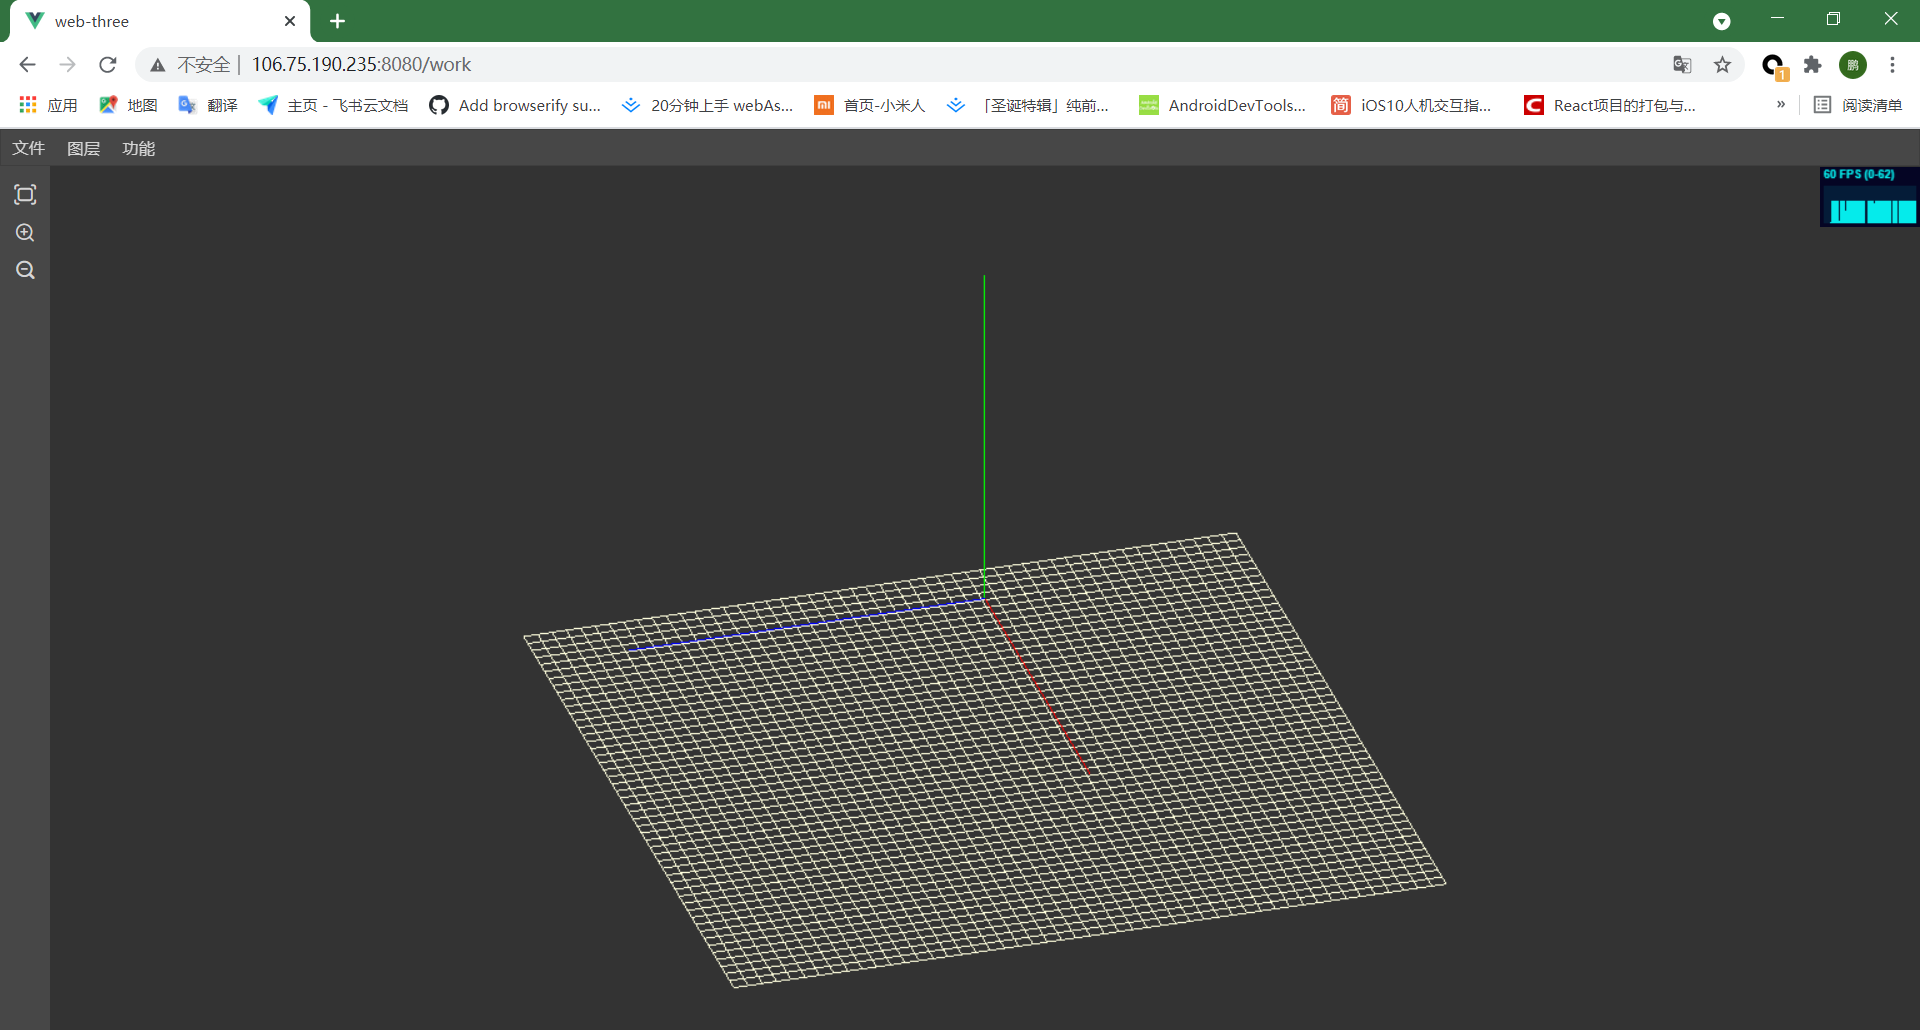 web-three
不安全 | 106.75.190.235:8080/work
1
鹏
应用 地图 翻译 主页 - 飞书云文档 Add browserify su... 20分钟上手 webAs... 首页-小米人 「圣诞特辑」纯前... AndroidDevTools... iOS10人机交互指... React项目的打包与... » 阅读清单
文件 图层 功能
60 FPS (0-62)